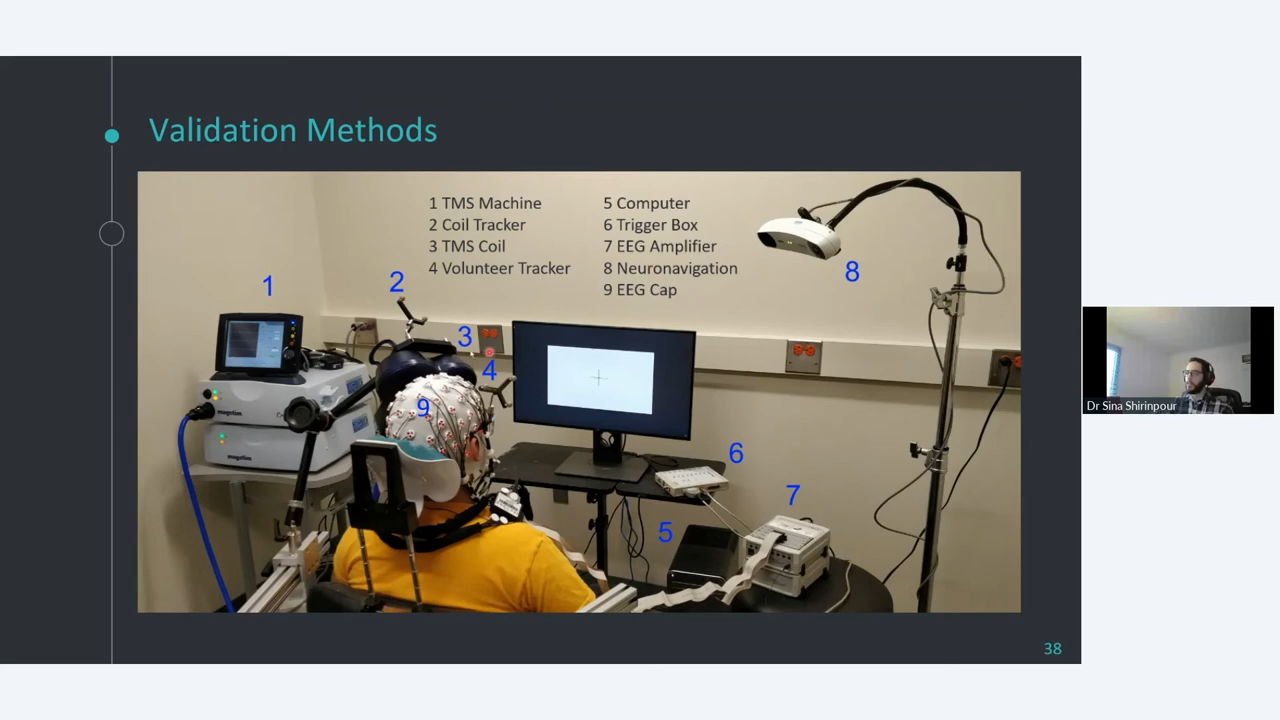 Validation Methods
1 TMS Machine
2 Coil Tracker
3 TMS Coil
4 Volunteer Tracker
5 Computer
6 Trigger Box
7 EEG Amplifier
8 Neuronavigation
9 EEG Cap
1
2
3
4
5
6
7
8
9
magstim
magstim
Dr Sina Shirinpour
38